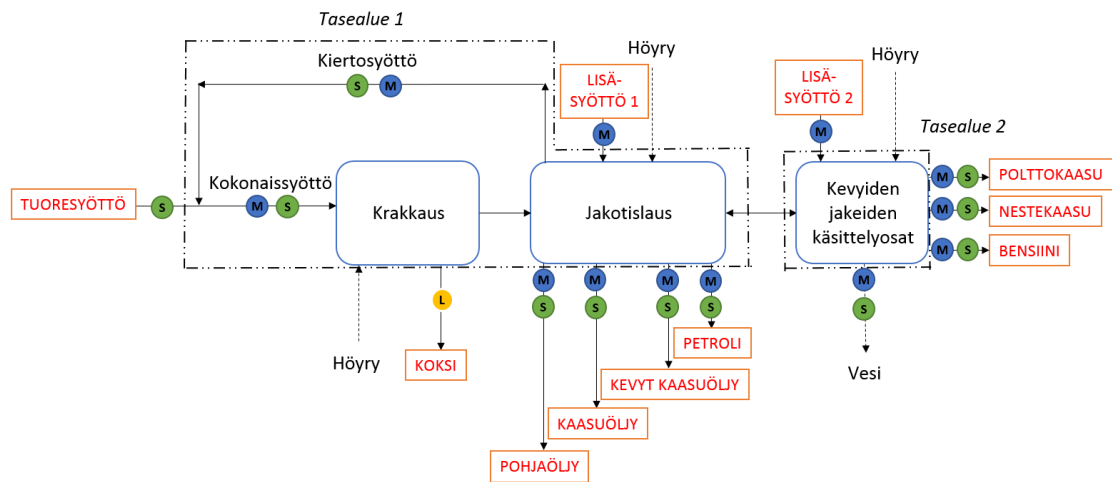 Tasealue 1
Kiertosyöttö
S
M
Höyry
LISÄ-
SYÖTTÖ 1
M
Höyry
LISÄ-
SYÖTTÖ 2
M
Tasealue 2
TUORESYÖTTÖ
S
Kokonaissyöttö
M
S
Krakkaus
Jakotislaus
Kevyiden
jakeiden
käsittelyosat
M
S
POLTTOKAASU
M
S
NESTEKAASU
M
S
BENSIINI
L
M
M
M
M
S
S
S
S
M
S
Höyry
KOKSI
PETROLI
KEVYT KAASUÖLJY
KAASUÖLJY
POHJAÖLJY
Vesi